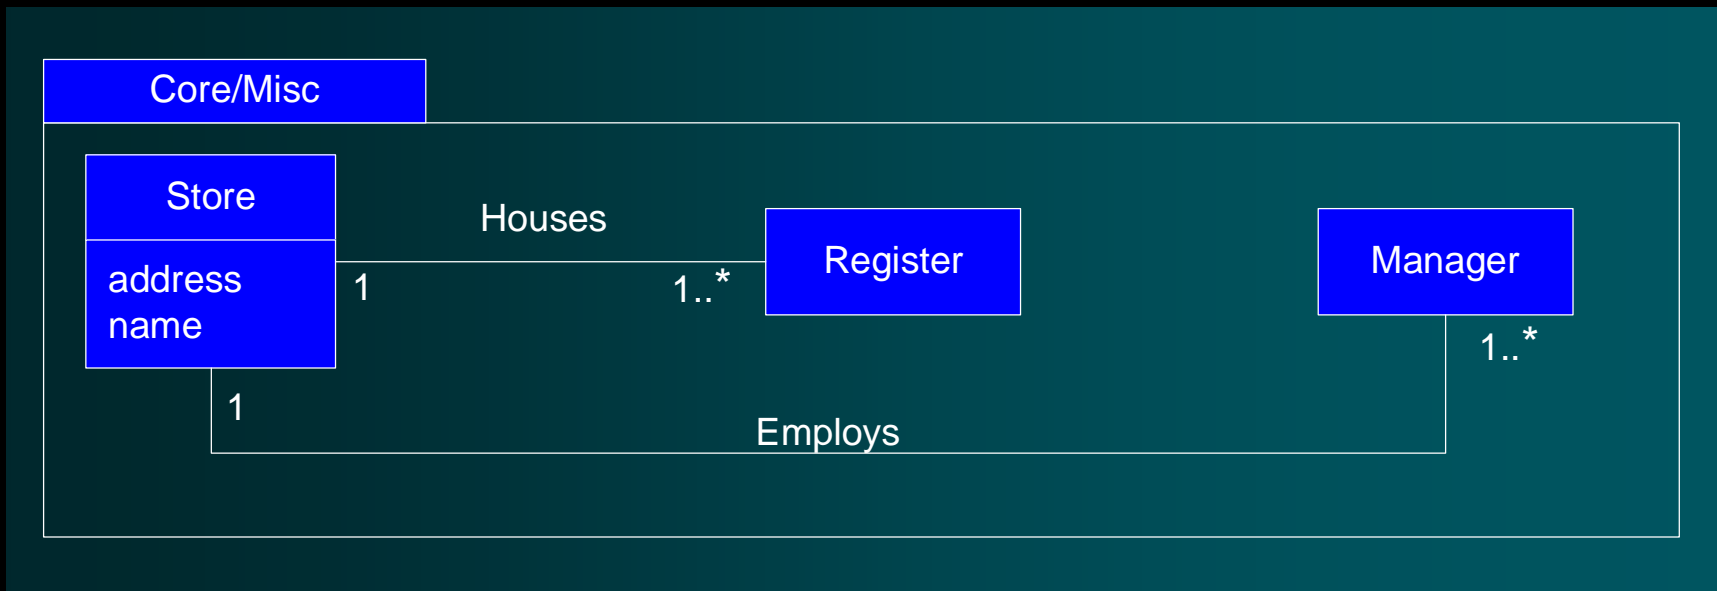 Core/Misc
Store
address
name
Houses
1
1..*
Register
Manager
1..*
1
Employs